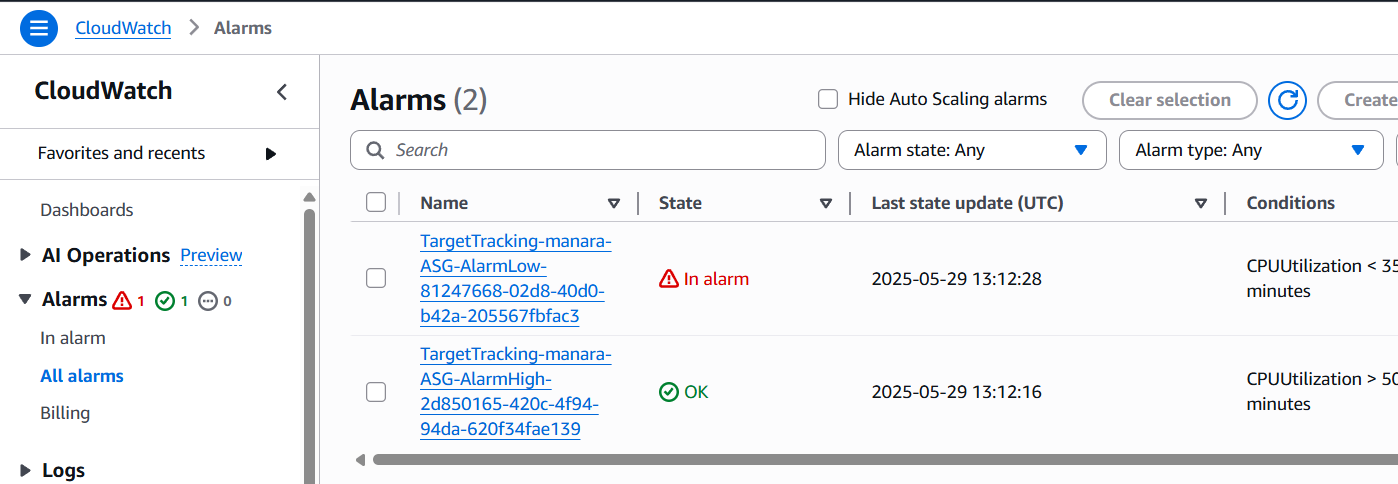 CloudWatch > Alarms
CloudWatch
Favorites and recents
Dashboards
AI Operations Preview
Alarms 1 1 0
In alarm
All alarms
Billing
Logs
Alarms (2)
Hide Auto Scaling alarms
Clear selection
Create
Search
Alarm state: Any
Alarm type: Any
Name State Last state update (UTC) Conditions
TargetTracking-manara-
ASG-AlarmLow-
81247668-02d8-40d0-
b42a-205567fbfac3
In alarm
2025-05-29 13:12:28
CPUUtilization < 35
minutes
TargetTracking-manara-
ASG-AlarmHigh-
2d850165-420c-4f94-
94da-620f34fae139
OK
2025-05-29 13:12:16
CPUUtilization > 50
minutes